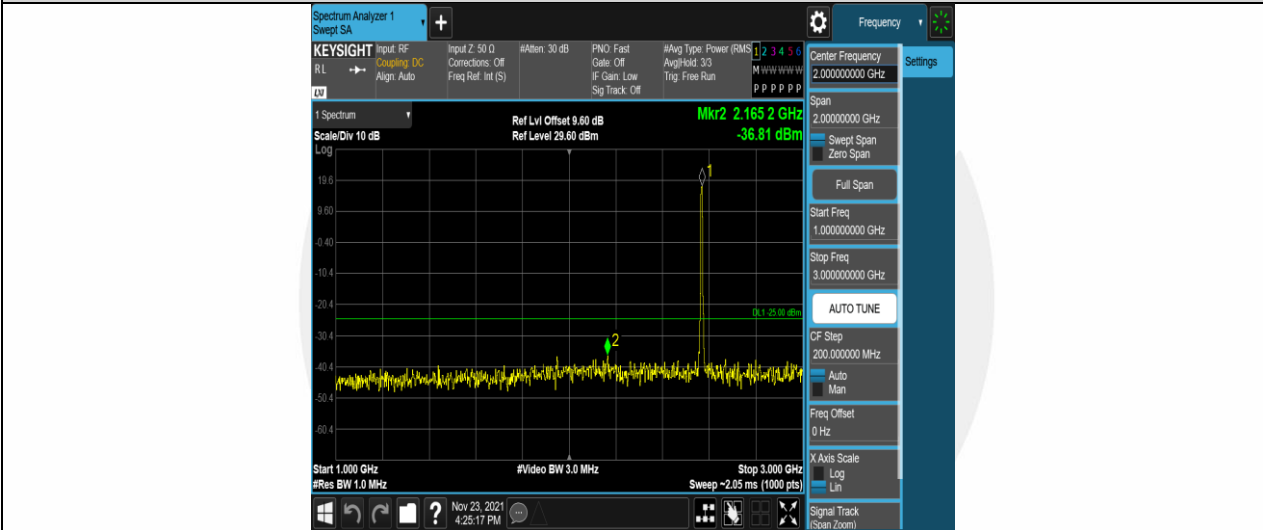 Spectrum Analyzer 1
Swept SA
Frequency
KEYSIGHT
RL
LXI
Input: RF
Coupling: DC
Align: Auto
Input Z: 50 Ω
Corrections: Off
Freq Ref: Int (S)
#Atten: 30 dB
PNO: Fast
Gate: Off
IF Gain: Low
Sig Track: Off
#Avg Type: Power (RMS
Avg|Hold: 3/3
Trig: Free Run
1 2 3 4 5 6
M W W W W W
P P P P P P
1 Spectrum
Scale/Div 10 dB
Log
Ref Lvl Offset 9.60 dB
Ref Level 29.60 dBm
Mkr2 2.165 2 GHz
-36.81 dBm
1
19.6
9.60
-0.40
-10.4
-20.4
DL1 -25.00 dBm
-30.4
2
-40.4
-50.4
-60.4
Start 1.000 GHz
#Res BW 1.0 MHz
#Video BW 3.0 MHz
Stop 3.000 GHz
Sweep ~2.05 ms (1000 pts)
Settings
Center Frequency
2.000000000 GHz
Span
2.00000000 GHz
Swept Span
Zero Span
Full Span
Start Freq
1.000000000 GHz
Stop Freq
3.000000000 GHz
AUTO TUNE
CF Step
200.000000 MHz
Auto
Man
Freq Offset
0 Hz
X Axis Scale
Log
Lin
Signal Track
(Span Zoom)
?
Nov 23, 2021
4:25:17 PM